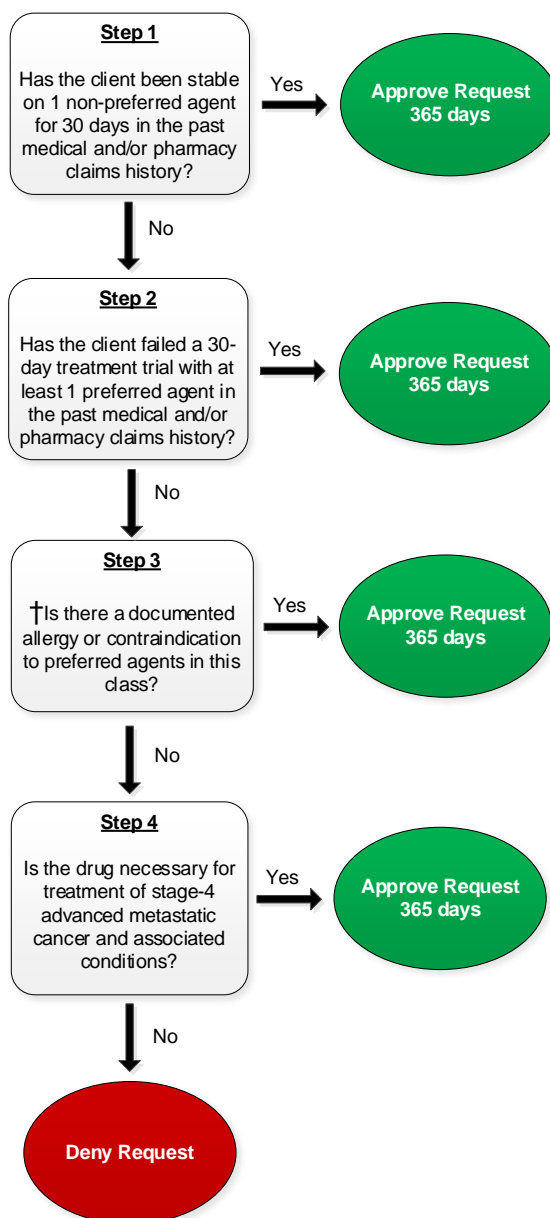 Step 1
Has the client been stable
on 1 non-preferred agent
for 30 days in the past
medical and/or pharmacy
claims history?
Yes
Approve Request
365 days
No
Step 2
Has the client failed a 30-
day treatment trial with at
least 1 preferred agent in
the past medical and/or
pharmacy claims history?
Yes
Approve Request
365 days
No
Step 3
†Is there a documented
allergy or contraindication
to preferred agents in this
class?
Yes
Approve Request
365 days
No
Step 4
Is the drug necessary for
treatment of stage-4
advanced metastatic
cancer and associated
conditions?
Yes
Approve Request
365 days
No
Deny Request